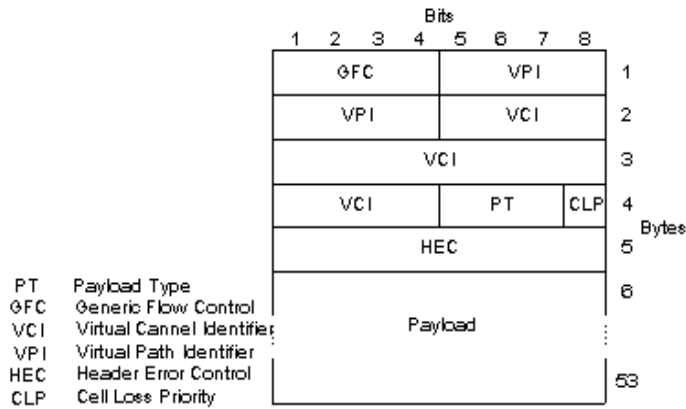 Bits
1 2 3 4 5 6 7 8
GFC VPI 1
VPI VCI 2
VCI 3
VCI PT CLP 4
Bytes
HEC 5
6
Payload
53
PT Payload Type
GFC Generic Flow Control
VCI Virtual Cannel Identifier
VPI Virtual Path Identifier
HEC Header Error Control
CLP Cell Loss Priority